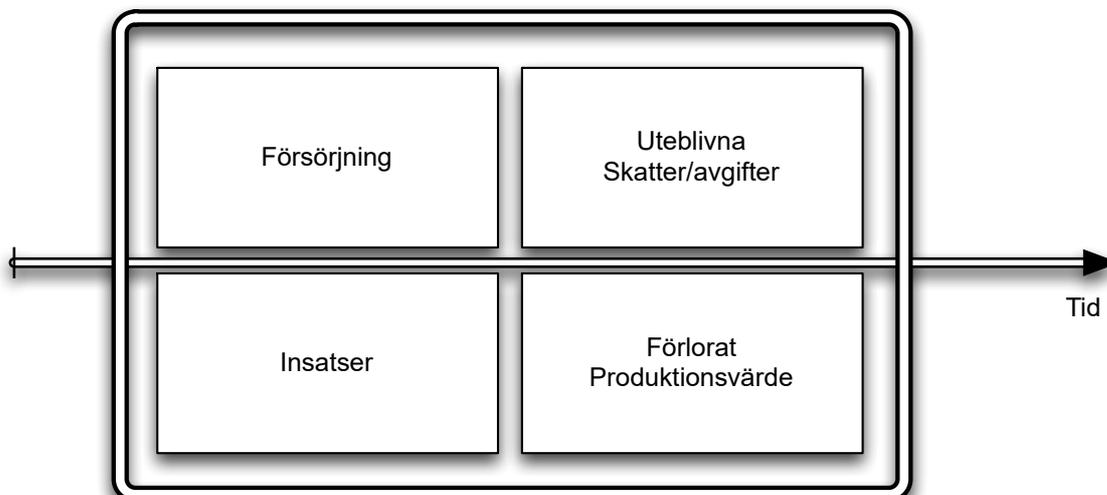 Försörjning
Uteblivna
Skatter/avgifter
Tid
Insatser
Förlorat
Produktionsvärde